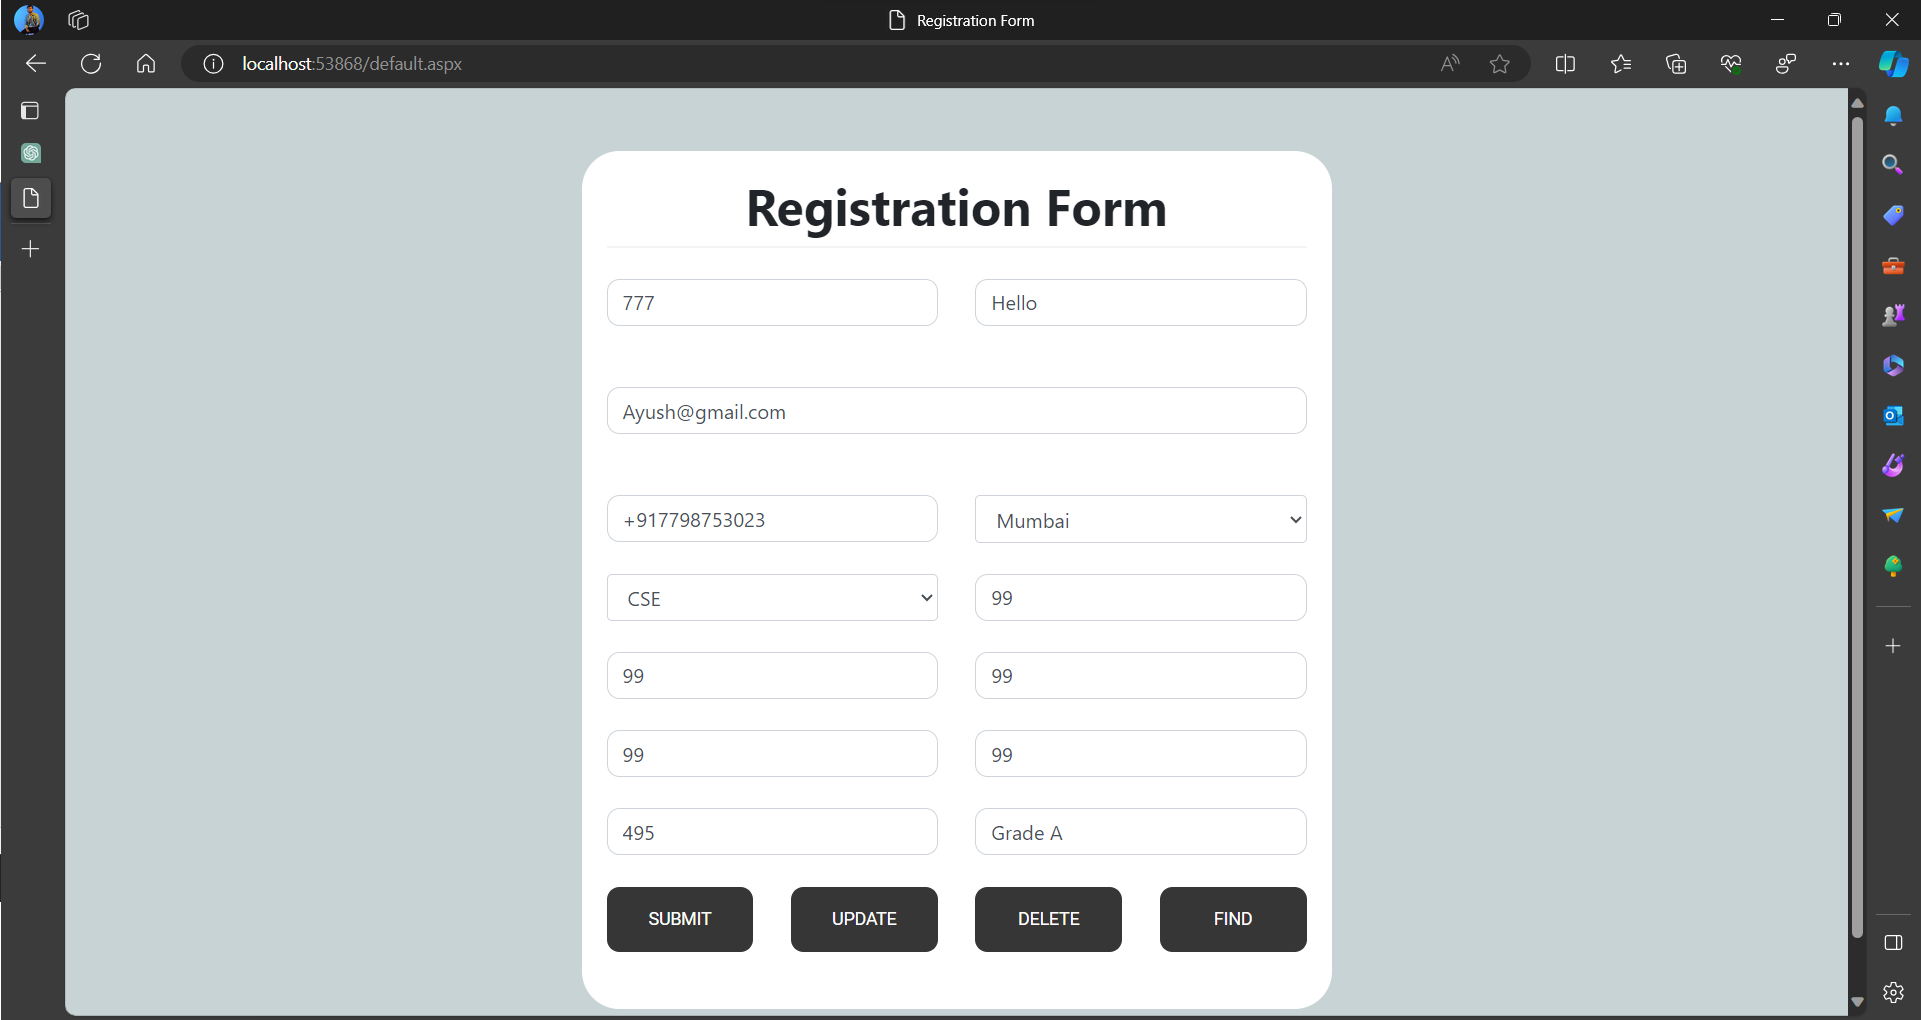 Registration Form
localhost:53868/default.aspx
Registration Form
777 Hello
Ayush@gmail.com
+917798753023 Mumbai
CSE 99
99 99
99 99
495 Grade A
SUBMIT UPDATE DELETE FIND